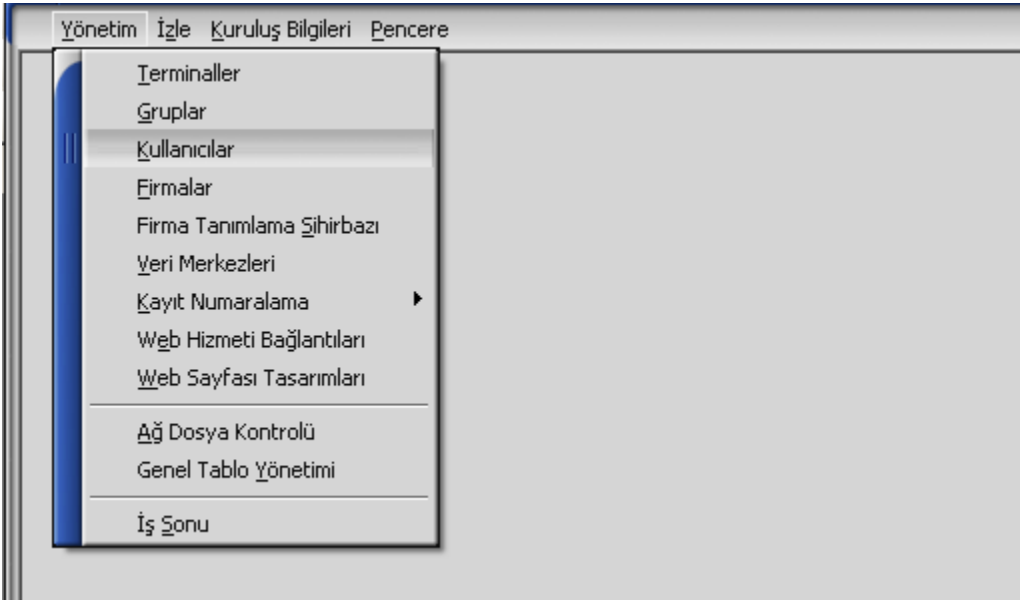 Yönetim İzle Kuruluş Bilgileri Pencere
Terminaller
Gruplar
Kullanıcılar
Firmalar
Firma Tanımlama Sihirbazı
Veri Merkezleri
Kayıt Numaralama
Web Hizmeti Bağlantıları
Web Sayfası Tasarımları
Ağ Dosya Kontrolü
Genel Tablo Yönetimi
İş Sonu